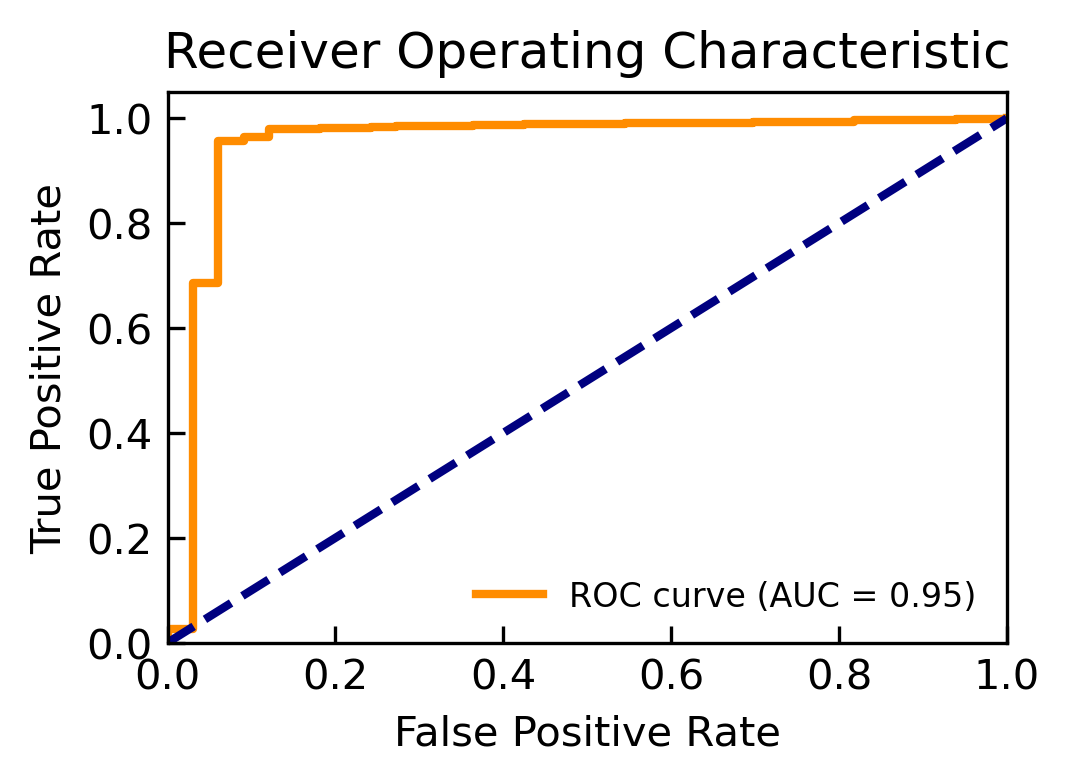 Receiver Operating Characteristic
1.0
0.8
0.6
0.4
0.2
0.0
True Positive Rate
ROC curve (AUC = 0.95)
0.0 0.2 0.4 0.6 0.8 1.0
False Positive Rate